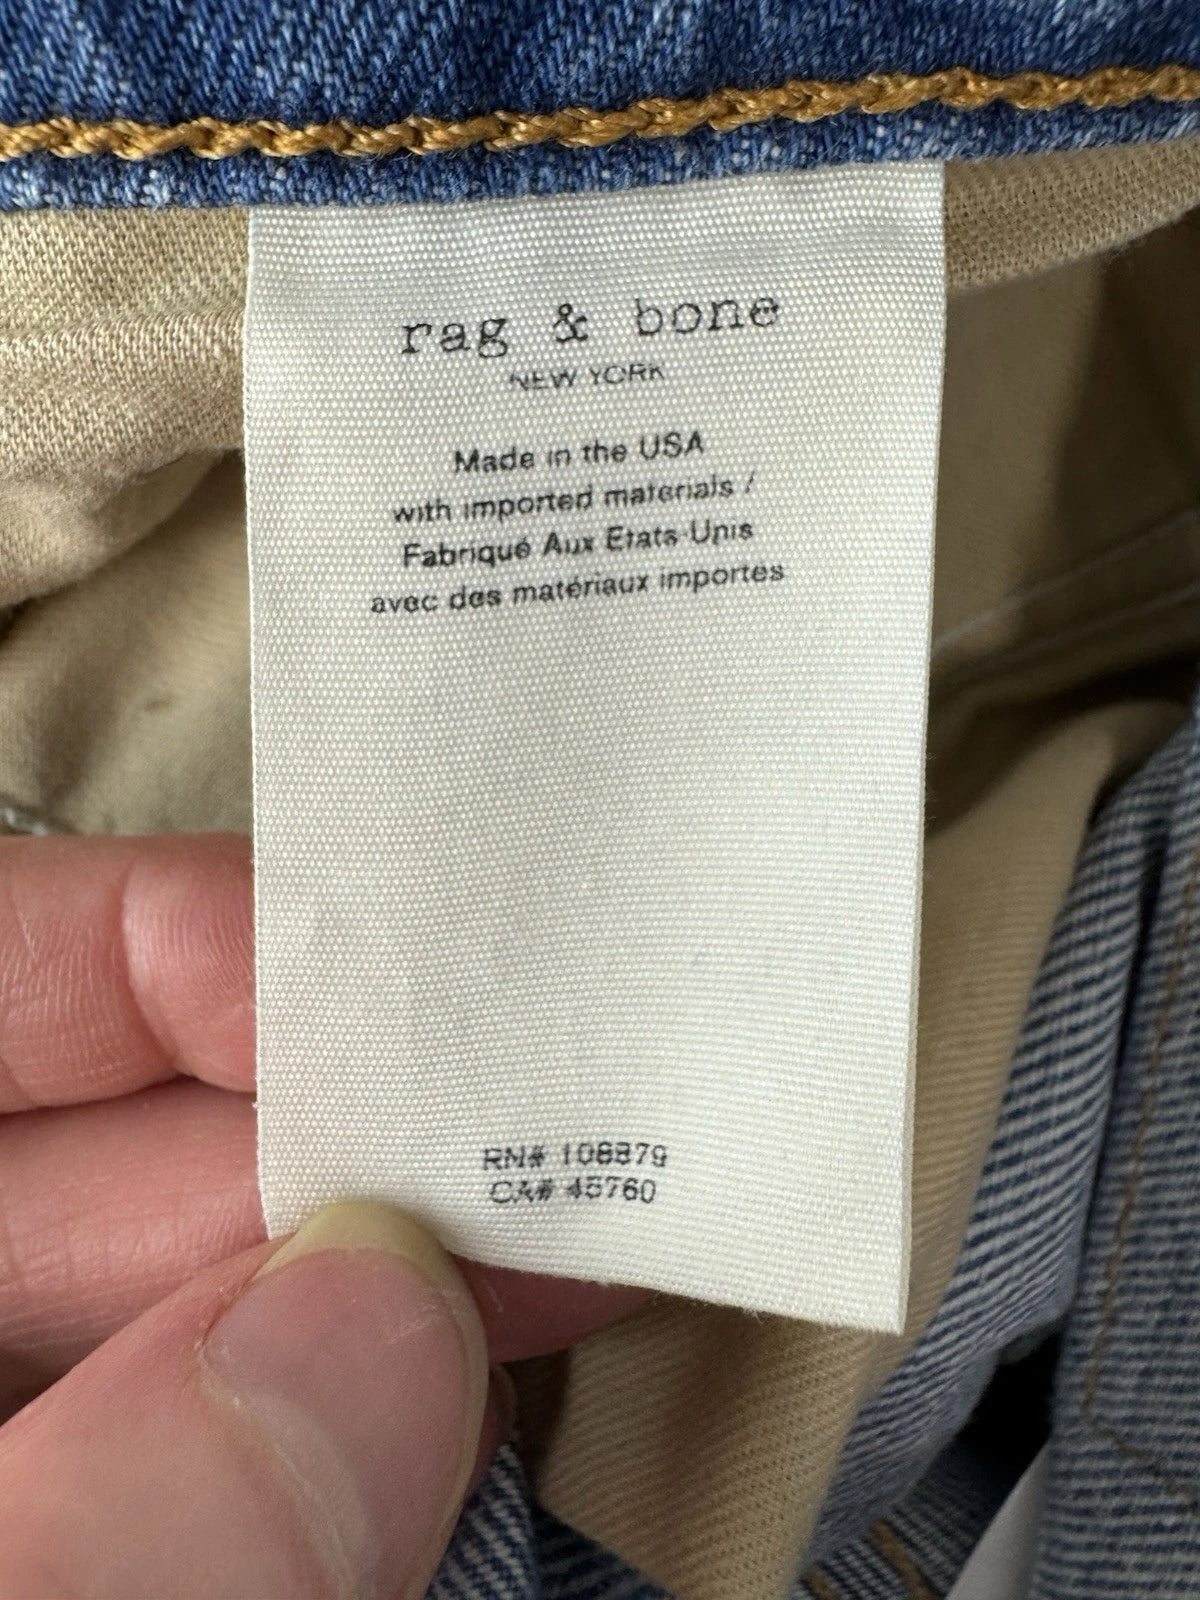 rag & bone
NEW YORK
Made in the USA
with imported materials /
Fabriqué Aux Etats-Unis
avec des matériaux importes
RN# 108879
CA# 45760